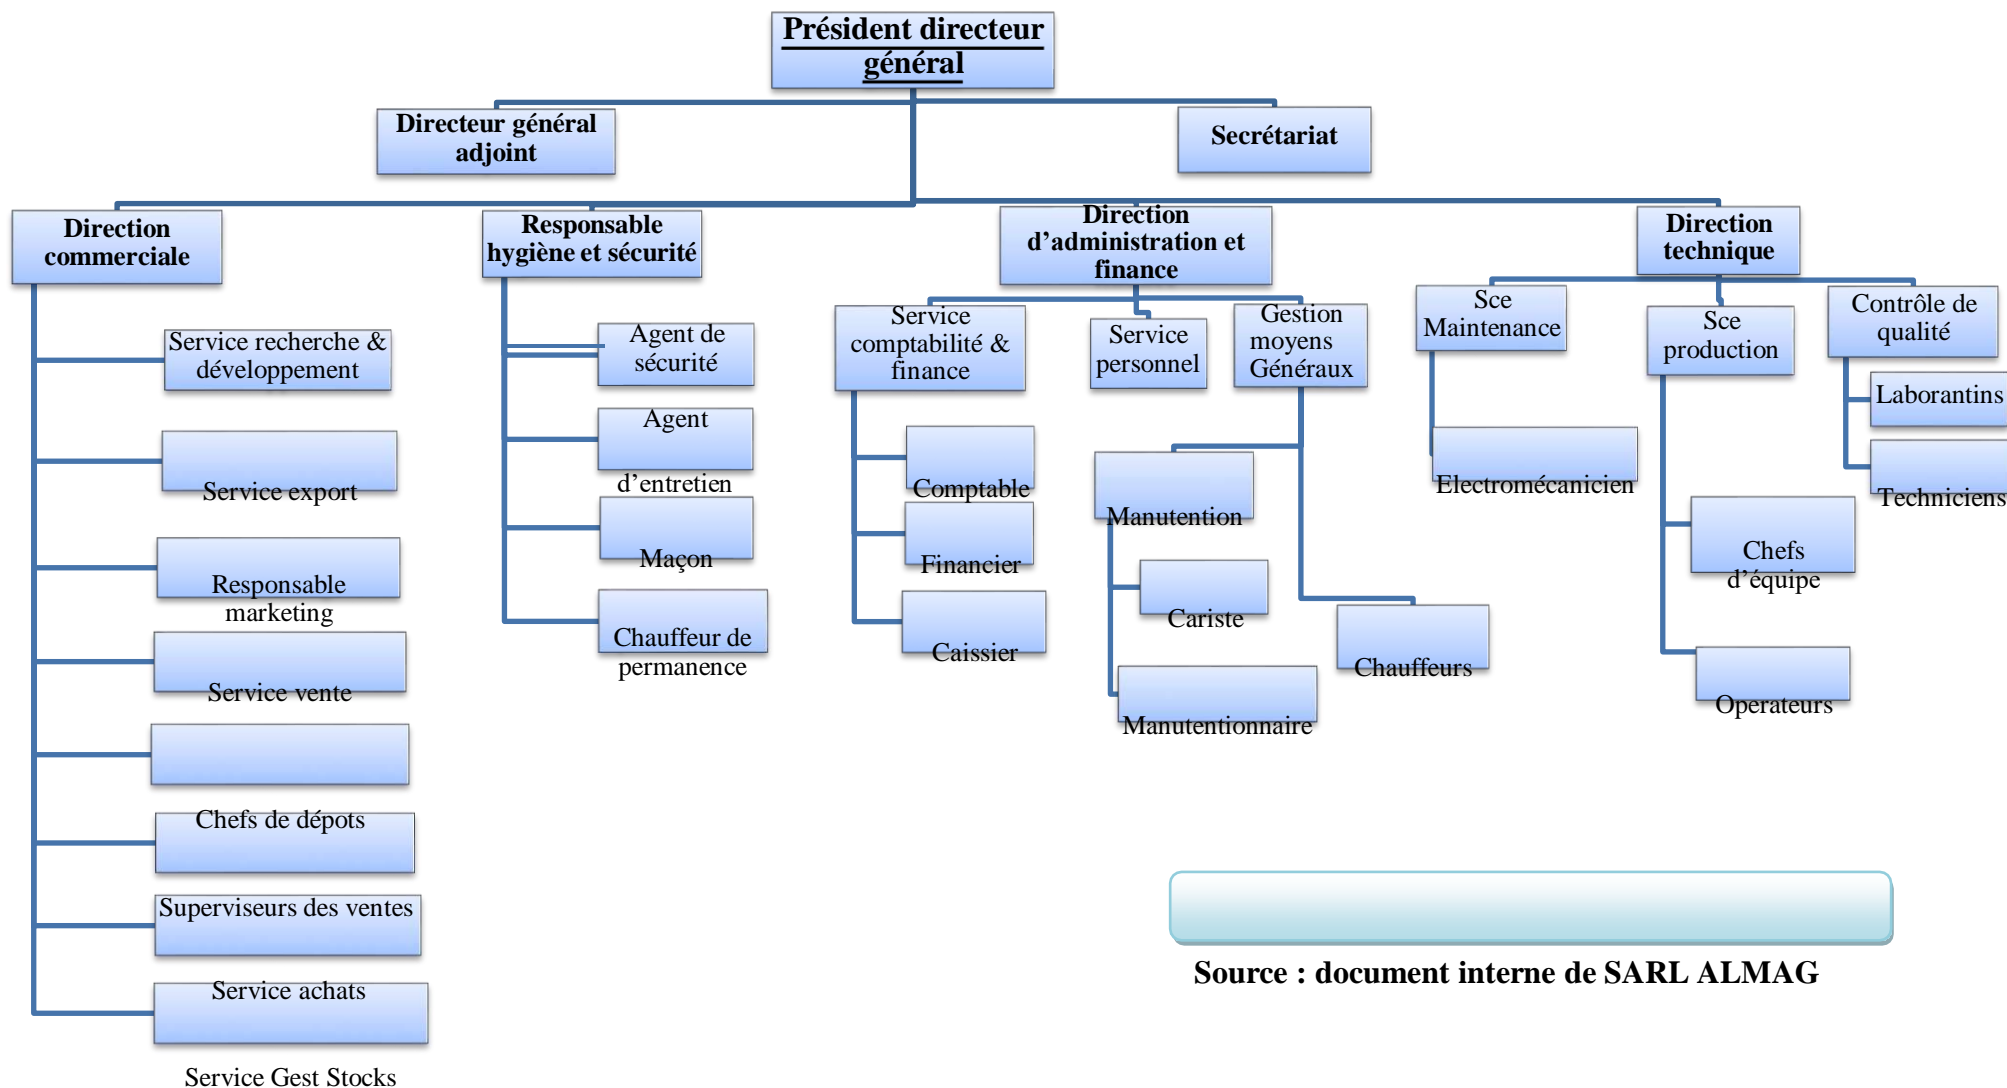 Président directeur
général
Directeur général
adjoint
Secrétariat
Direction
commerciale
Responsable
hygiène et sécurité
Direction
d’administration et
finance
Direction
technique
Service recherche &
développement
Service export
Responsable
marketing
Service vente
Chefs de dépots
Superviseurs des ventes
Service achats
Service Gest Stocks
Agent de
sécurité
Agent
d’entretien
Maçon
Chauffeur de
permanence
Service
comptabilité &
finance
Comptable
Financier
Caissier
Service
personnel
Gestion
moyens
Généraux
Manutention
Cariste
Manutentionnaire
Chauffeurs
Sce
Maintenance
Electromécanicien
Sce
production
Chefs
d’équipe
Operateurs
Contrôle de
qualité
Laborantins
Techniciens
Source : document interne de SARL ALMAG